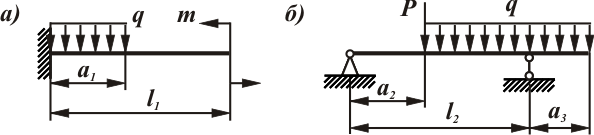 а) q m
a₁
l₁
б) P q
a₂
l₂ a₃